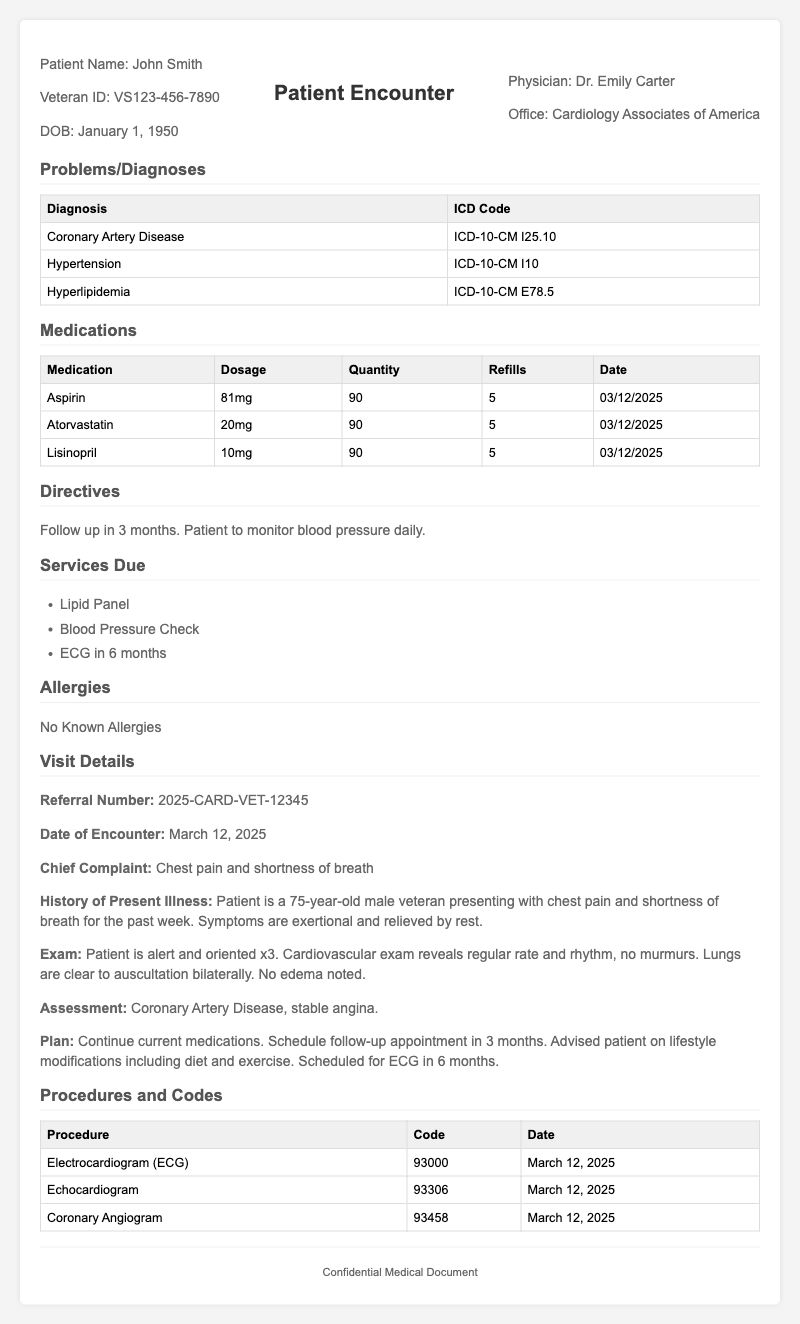 Patient Name: John Smith
Veteran ID: VS123-456-7890
DOB: January 1, 1950
Patient Encounter
Physician: Dr. Emily Carter
Office: Cardiology Associates of America
Problems/Diagnoses
Diagnosis ICD Code
Coronary Artery Disease ICD-10-CM I25.10
Hypertension ICD-10-CM I10
Hyperlipidemia ICD-10-CM E78.5
Medications
Medication Dosage Quantity Refills Date
Aspirin 81mg 90 5 03/12/2025
Atorvastatin 20mg 90 5 03/12/2025
Lisinopril 10mg 90 5 03/12/2025
Directives
Follow up in 3 months. Patient to monitor blood pressure daily.
Services Due
• Lipid Panel
• Blood Pressure Check
• ECG in 6 months
Allergies
No Known Allergies
Visit Details
Referral Number: 2025-CARD-VET-12345
Date of Encounter: March 12, 2025
Chief Complaint: Chest pain and shortness of breath
History of Present Illness: Patient is a 75-year-old male veteran presenting with chest pain and shortness of
breath for the past week. Symptoms are exertional and relieved by rest.
Exam: Patient is alert and oriented x3. Cardiovascular exam reveals regular rate and rhythm, no murmurs. Lungs
are clear to auscultation bilaterally. No edema noted.
Assessment: Coronary Artery Disease, stable angina.
Plan: Continue current medications. Schedule follow-up appointment in 3 months. Advised patient on lifestyle
modifications including diet and exercise. Scheduled for ECG in 6 months.
Procedures and Codes
Procedure Code Date
Electrocardiogram (ECG) 93000 March 12, 2025
Echocardiogram 93306 March 12, 2025
Coronary Angiogram 93458 March 12, 2025
Confidential Medical Document